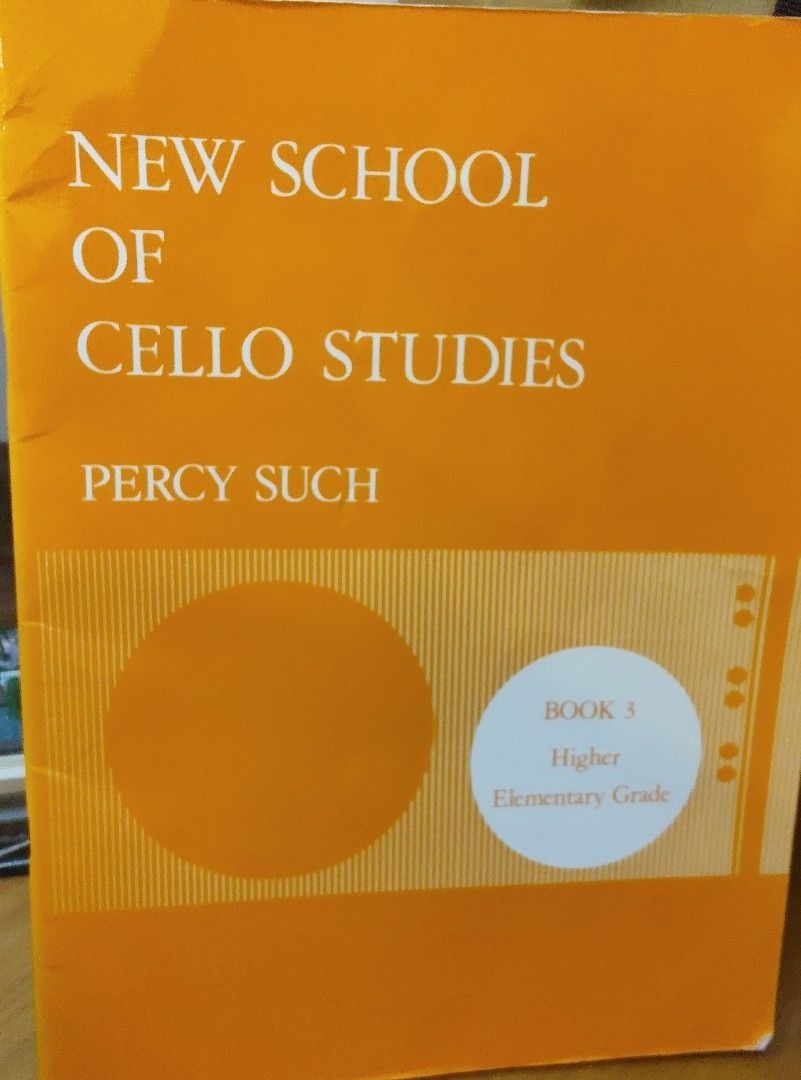 NEW SCHOOL
OF
CELLO STUDIES
PERCY SUCH
BOOK 3
Higher
Elementary Grade